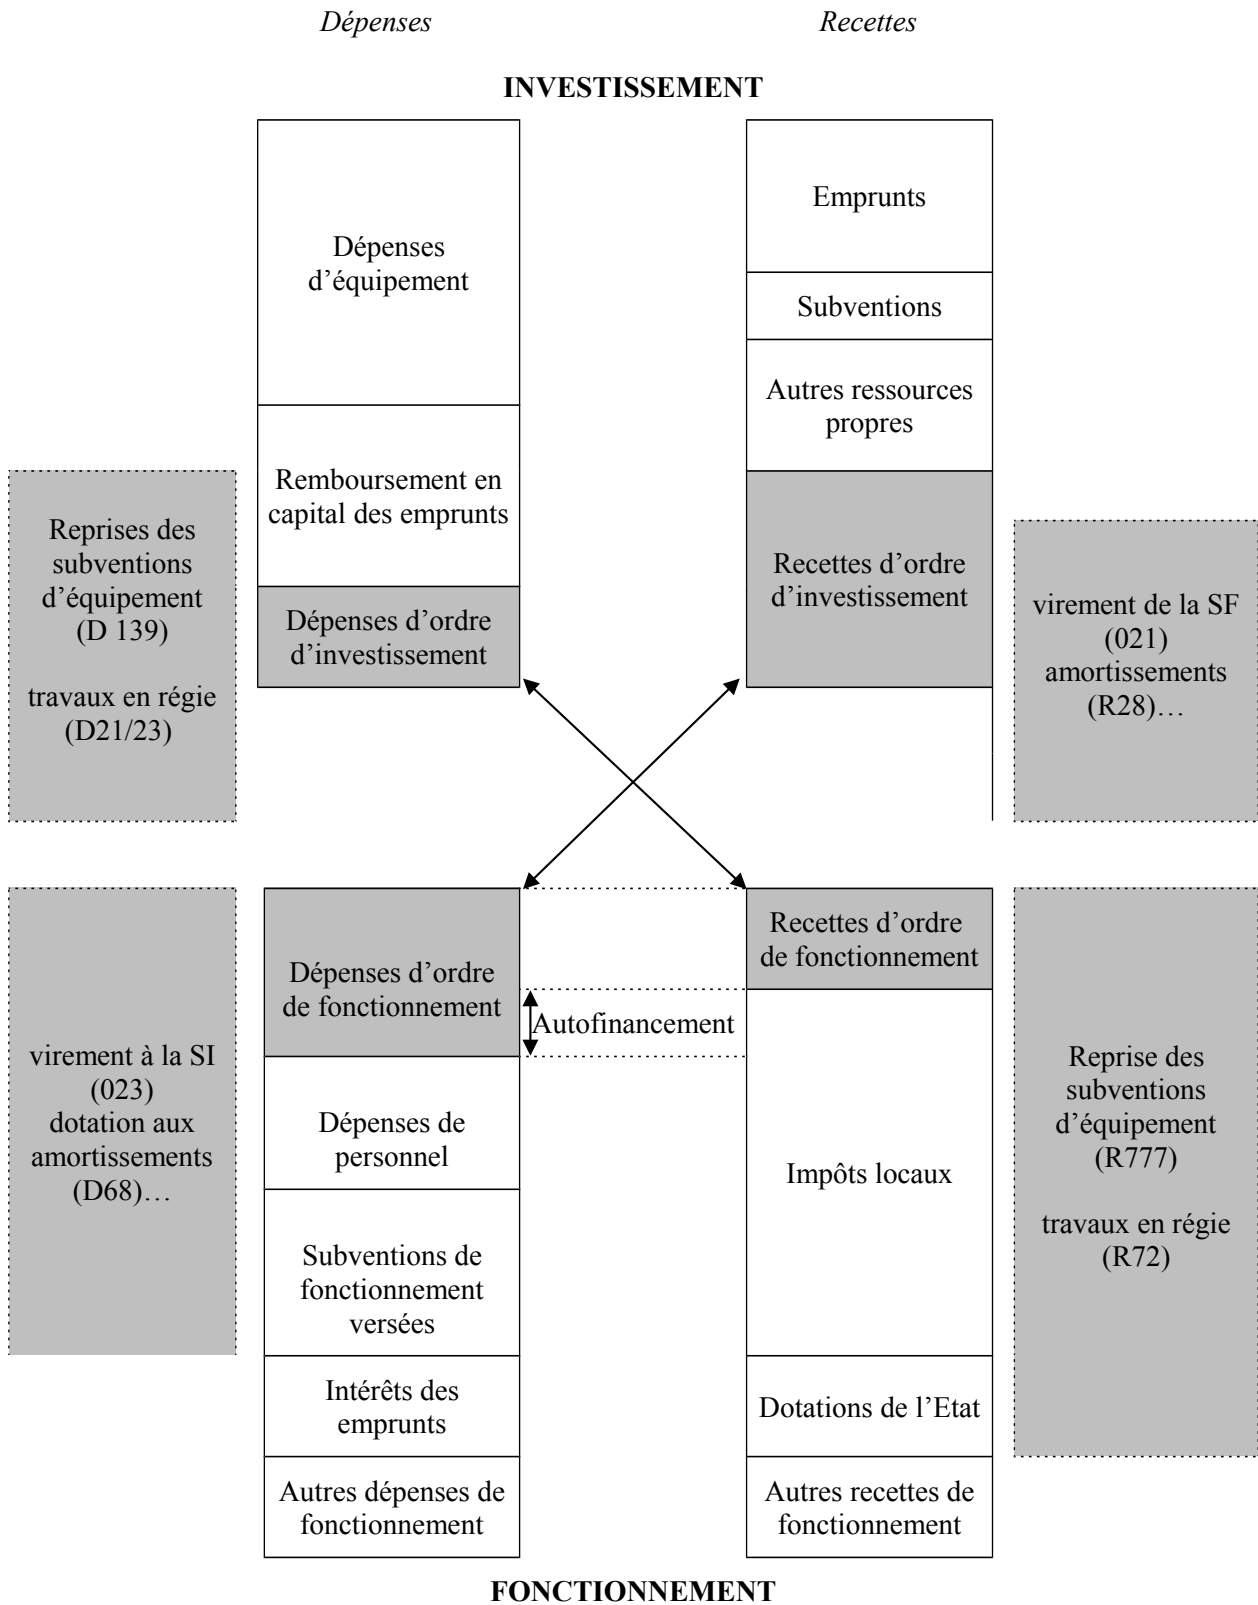 Dépenses
Recettes
INVESTISSEMENT
Dépenses
d’équipement
Remboursement en
capital des emprunts
Dépenses d’ordre
d’investissement
Emprunts
Subventions
Autres ressources
propres
Recettes d’ordre
d’investissement
Reprises des
subventions
d’équipement
(D 139)
travaux en régie
(D21/23)
virement de la SF
(021)
amortissements
(R28)…
virement à la SI
(023)
dotation aux
amortissements
(D68)…
Dépenses d’ordre
de fonctionnement
Autofinancement
Dépenses de
personnel
Subventions de
fonctionnement
versées
Intérêts des
emprunts
Autres dépenses de
fonctionnement
Recettes d’ordre
de fonctionnement
Impôts locaux
Dotations de l’Etat
Autres recettes de
fonctionnement
Reprise des
subventions
d’équipement
(R777)
travaux en régie
(R72)
FONCTIONNEMENT